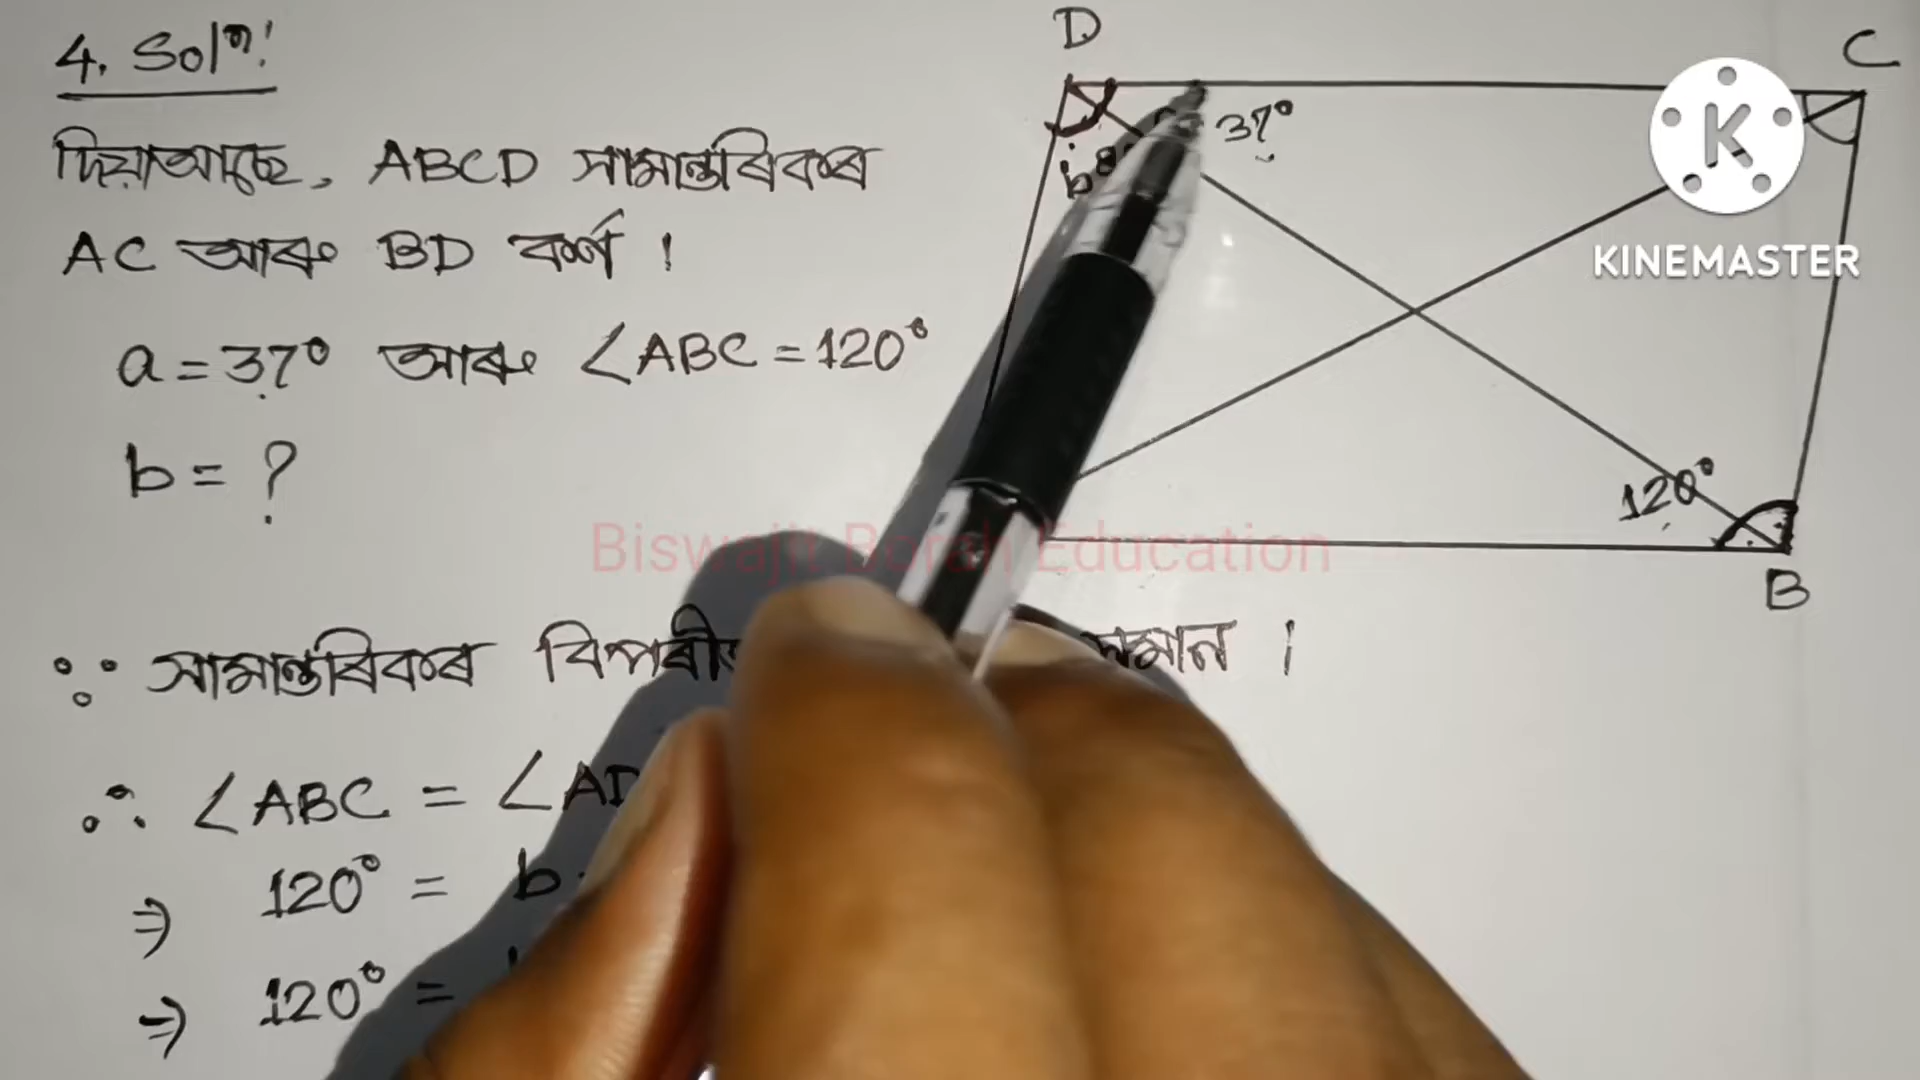 4. Solⁿ!
দিয়া আছে, ABCD সামান্তৰিকৰ
AC আৰু BD কৰ্ণ ।
a = 37° আৰু ∠ABC = 120°
b = ?
∵ সামান্তৰিকৰ সমান ।
∴ ∠ABC =
⇒ 120° = b
⇒ 120° =
D
C
37°
b
120°
B
KINEMASTER
Biswajit Borah Education